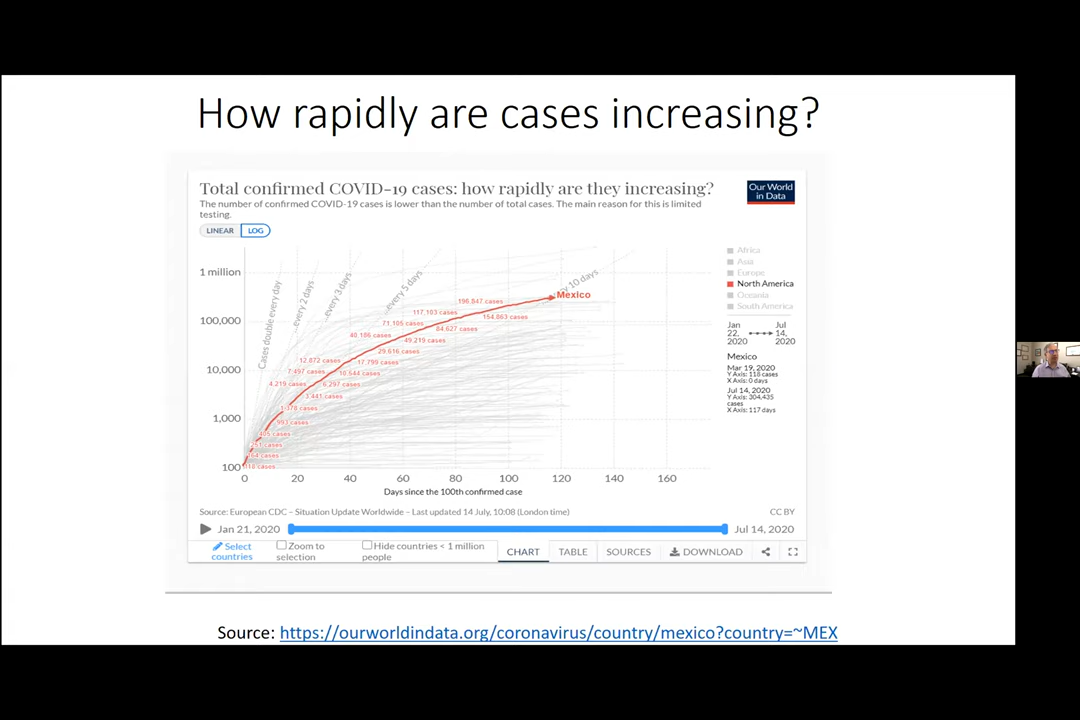 How rapidly are cases increasing?
Total confirmed COVID-19 cases: how rapidly are they increasing?
The number of confirmed COVID-19 cases is lower than the number of total cases. The main reason for this is limited
testing.
Our World
in Data
LINEAR
LOG
1 million
100,000
10,000
1,000
100
Cases double every day
...every 2 days
...every 3 days
...every 5 days
10 days
Mexico
196,847 cases
154,863 cases
117,103 cases
84,627 cases
71,105 cases
49,219 cases
40,186 cases
29,616 cases
17,799 cases
12,872 cases
10,544 cases
7,497 cases
6,297 cases
4,219 cases
3,441 cases
1,378 cases
993 cases
405 cases
251 cases
164 cases
118 cases
0
20
40
60
80
100
120
140
160
Days since the 100th confirmed case
Africa
Asia
Europe
North America
Oceania
South America
Jan
22,
2020
Jul
14,
2020
Mexico
Mar 19, 2020
Y Axis: 118 cases
X Axis: 0 days
Jul 14, 2020
Y Axis: 304,435
cases
X Axis: 117 days
Source: European CDC – Situation Update Worldwide – Last updated 14 July, 10:08 (London time)
CC BY
Jan 21, 2020
Jul 14, 2020
Select
countries
Zoom to
selection
Hide countries < 1 million
people
CHART
TABLE
SOURCES
DOWNLOAD
Source: https://ourworldindata.org/coronavirus/country/mexico?country=~MEX